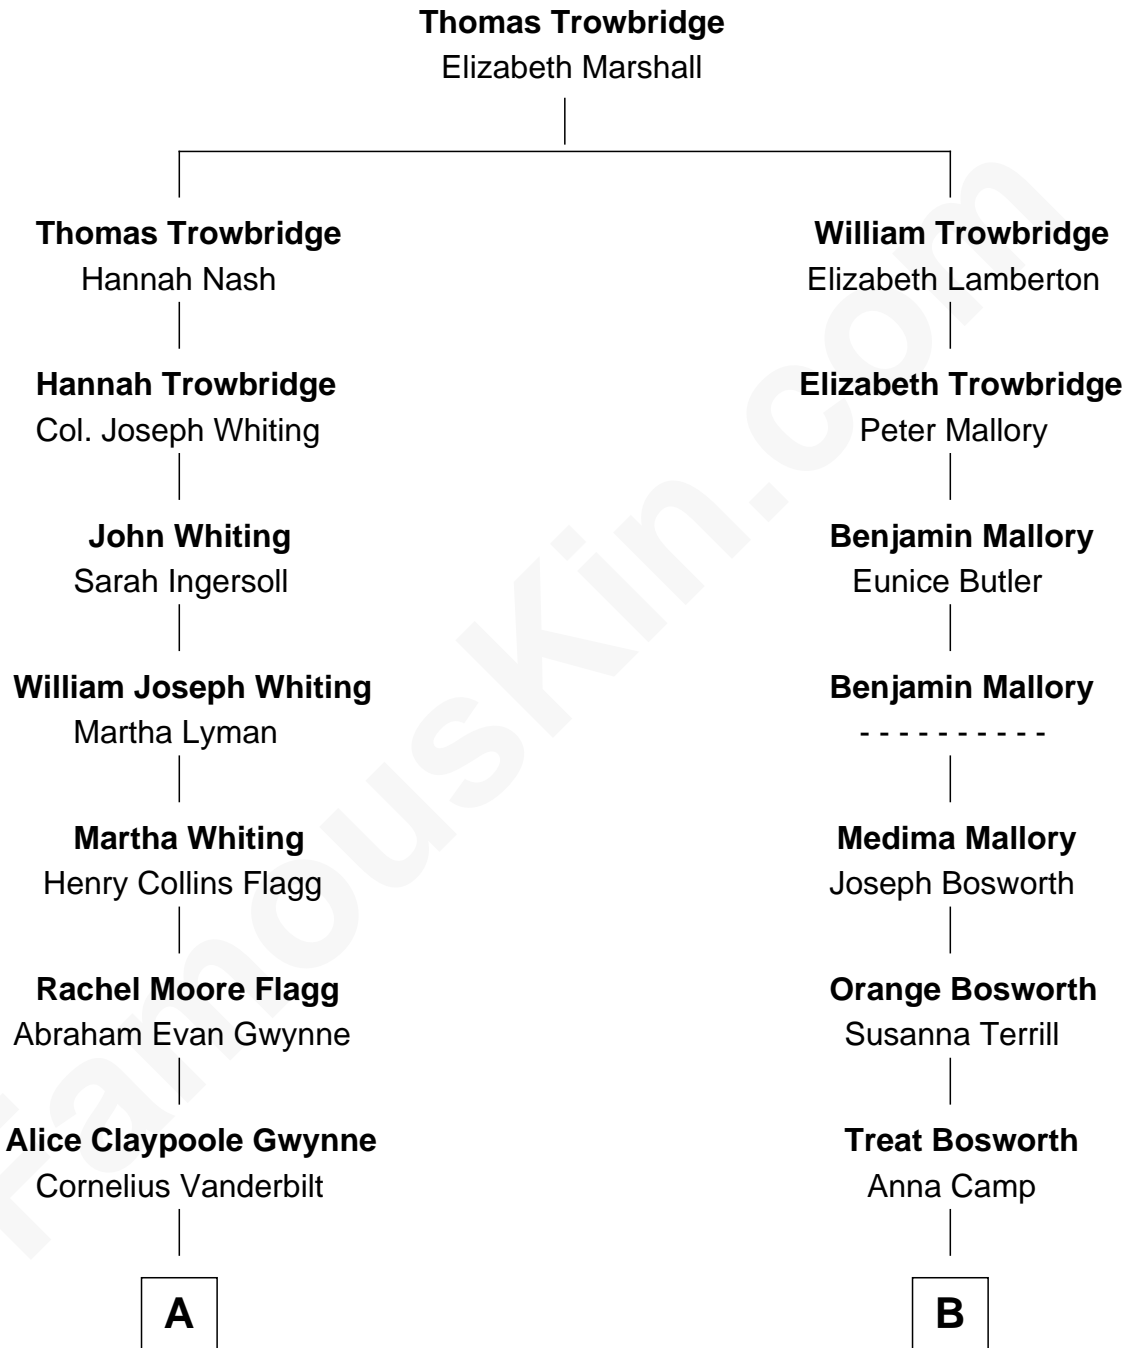 Thomas Trowbridge
Elizabeth Marshall
Thomas Trowbridge
Hannah Nash
William Trowbridge
Elizabeth Lamberton
Hannah Trowbridge
Col. Joseph Whiting
Elizabeth Trowbridge
Peter Mallory
John Whiting
Sarah Ingersoll
Benjamin Mallory
Eunice Butler
William Joseph Whiting
Martha Lyman
Benjamin Mallory
- - - - - - - - - -
Martha Whiting
Henry Collins Flagg
Medima Mallory
Joseph Bosworth
Rachel Moore Flagg
Abraham Evan Gwynne
Orange Bosworth
Susanna Terrill
Alice Claypoole Gwynne
Cornelius Vanderbilt
Treat Bosworth
Anna Camp
A
B
FamousKin.com